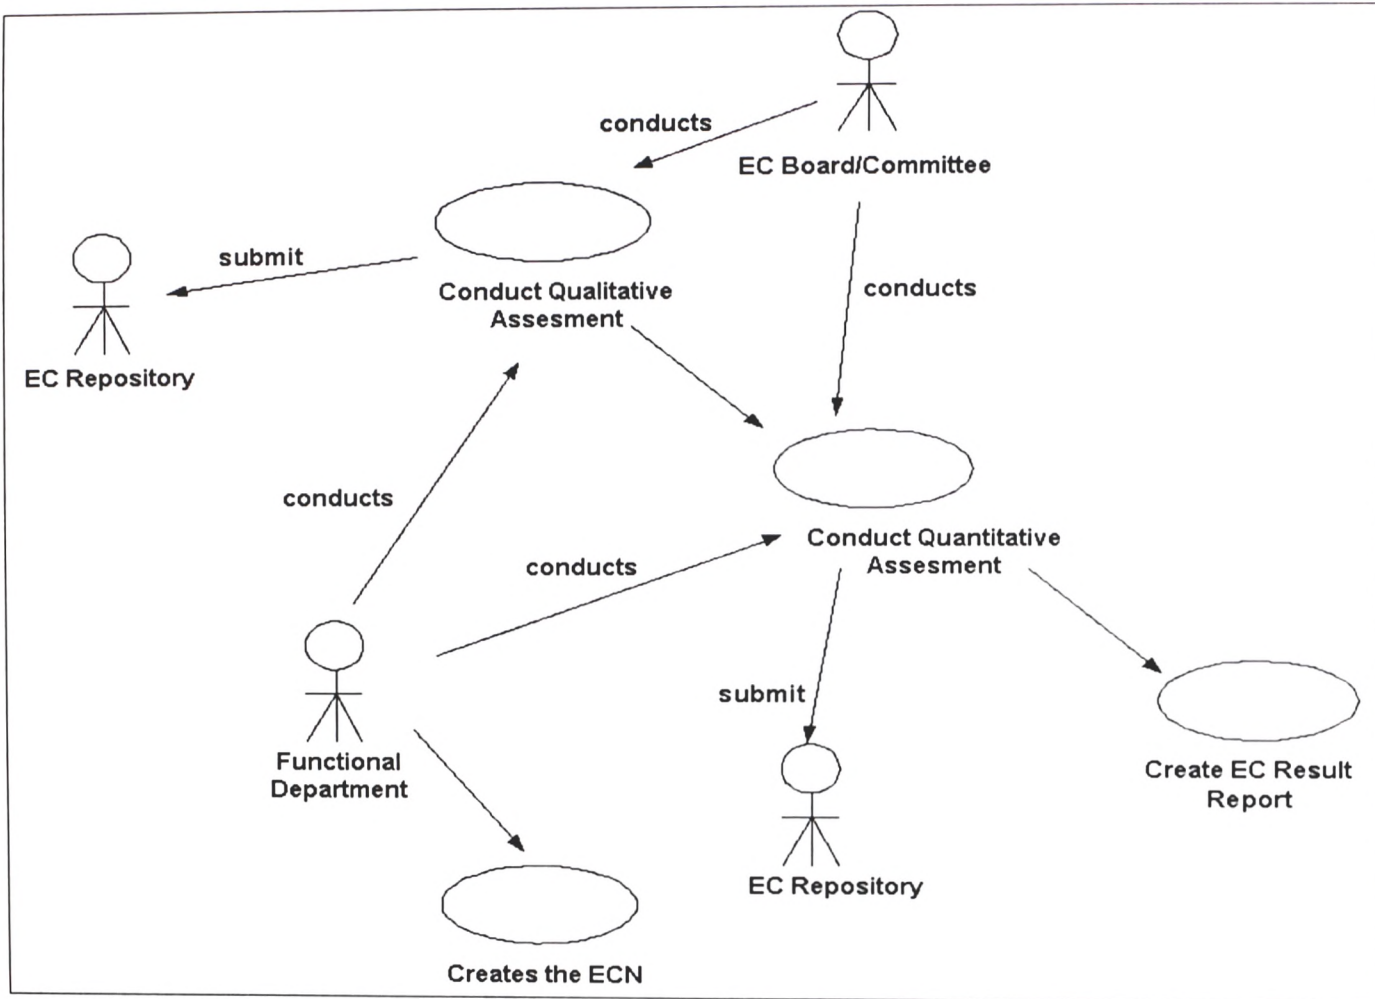 conducts
EC Board/Committee
submit
Conduct Qualitative
Assesment
conducts
EC Repository
conducts
conducts
Conduct Quantitative
Assesment
submit
Functional
Department
Create EC Result
Report
EC Repository
Creates the ECN